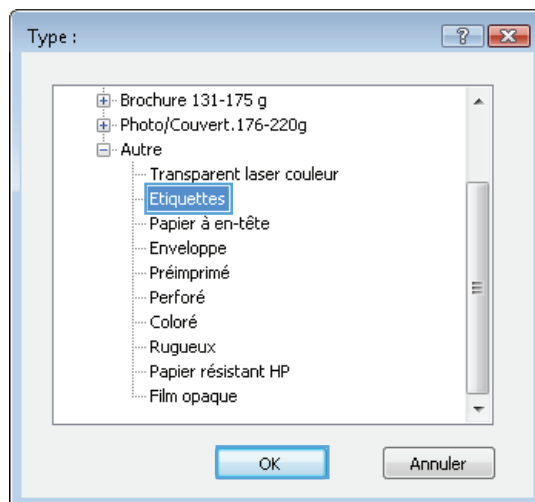 Type :
Brochure 131-175 g
Photo/Couvert.176-220g
Autre
Transparent laser couleur
Etiquettes
Papier à en-tête
Enveloppe
Préimprimé
Perforé
Coloré
Rugueux
Papier résistant HP
Film opaque
OK
Annuler